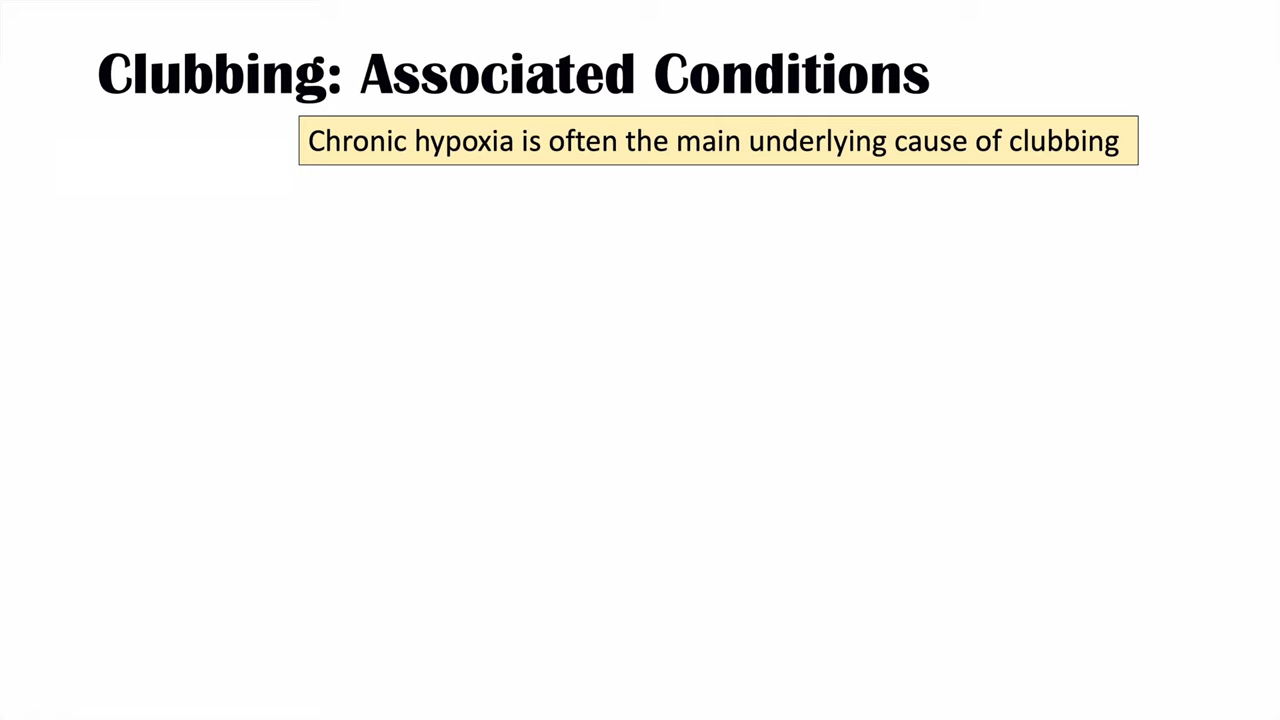 Clubbing: Associated Conditions
Chronic hypoxia is often the main underlying cause of clubbing